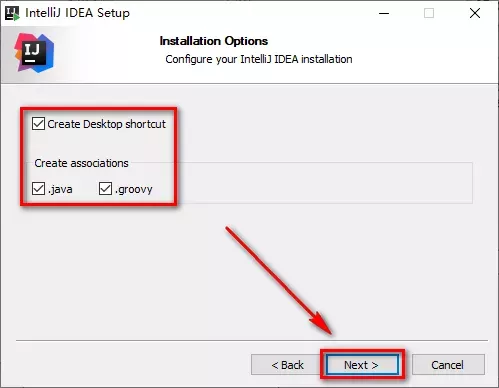 IntelliJ IDEA Setup
IJ
Installation Options
Configure your IntelliJ IDEA installation
Create Desktop shortcut
Create associations
.java .groovy
< Back Next > Cancel